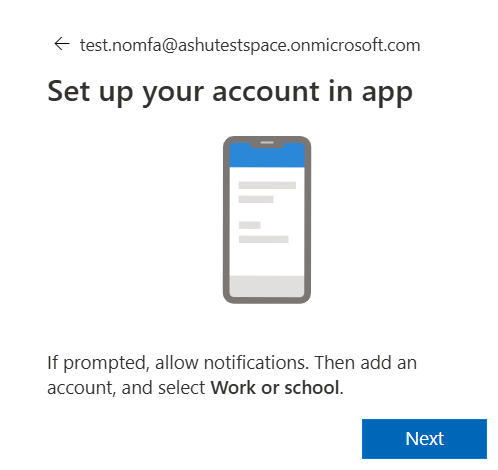 ← test.nomfa@ashutestspace.onmicrosoft.com
Set up your account in app
If prompted, allow notifications. Then add an
account, and select Work or school.
Next